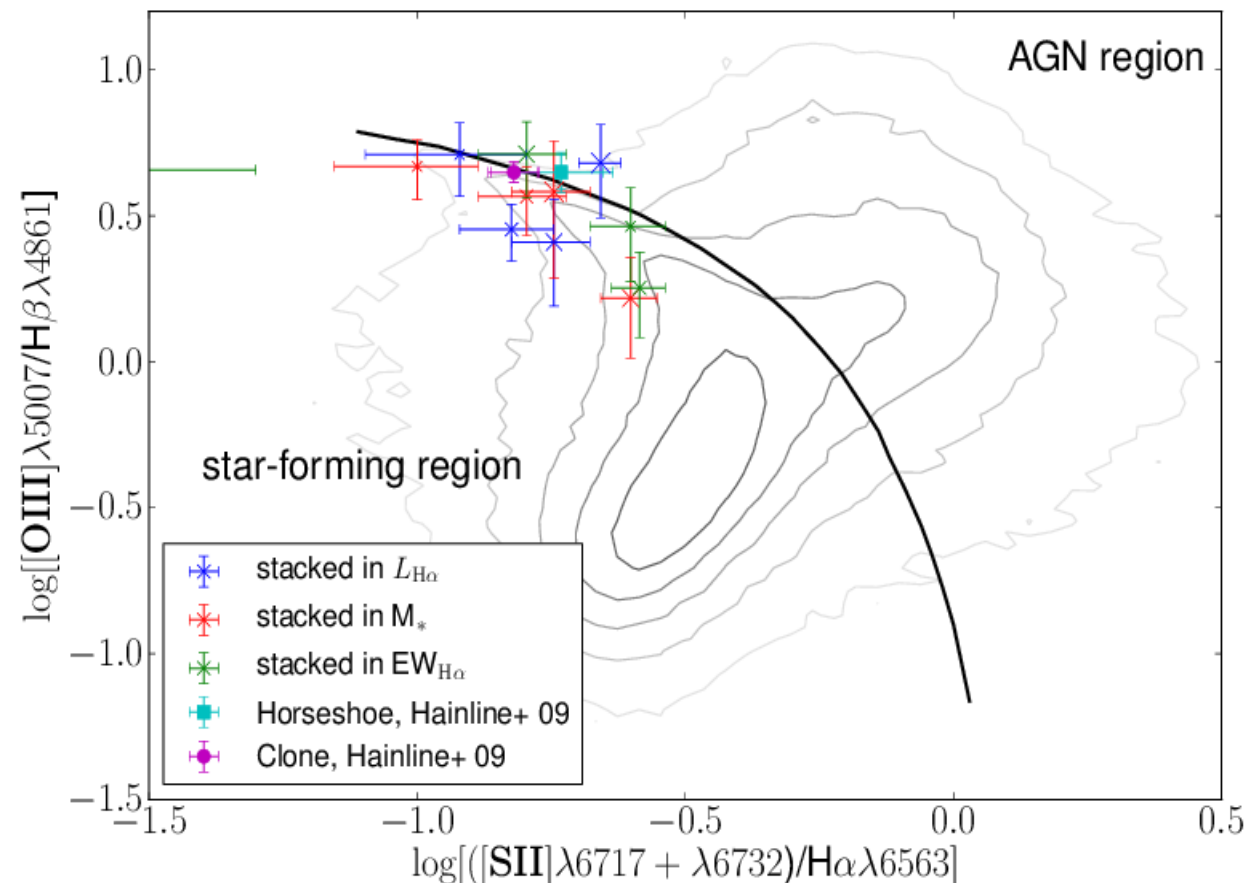 AGN region
star-forming region
stacked in L_Hα
stacked in M_*
stacked in EW_Hα
Horseshoe, Hainline+ 09
Clone, Hainline+ 09
log[[OIII]λ5007/Hβλ4861]
1.0
0.5
0.0
−0.5
−1.0
−1.5
−1.5
−1.0
−0.5
0.0
0.5
log[([SII]λ6717 + λ6732)/Hαλ6563]